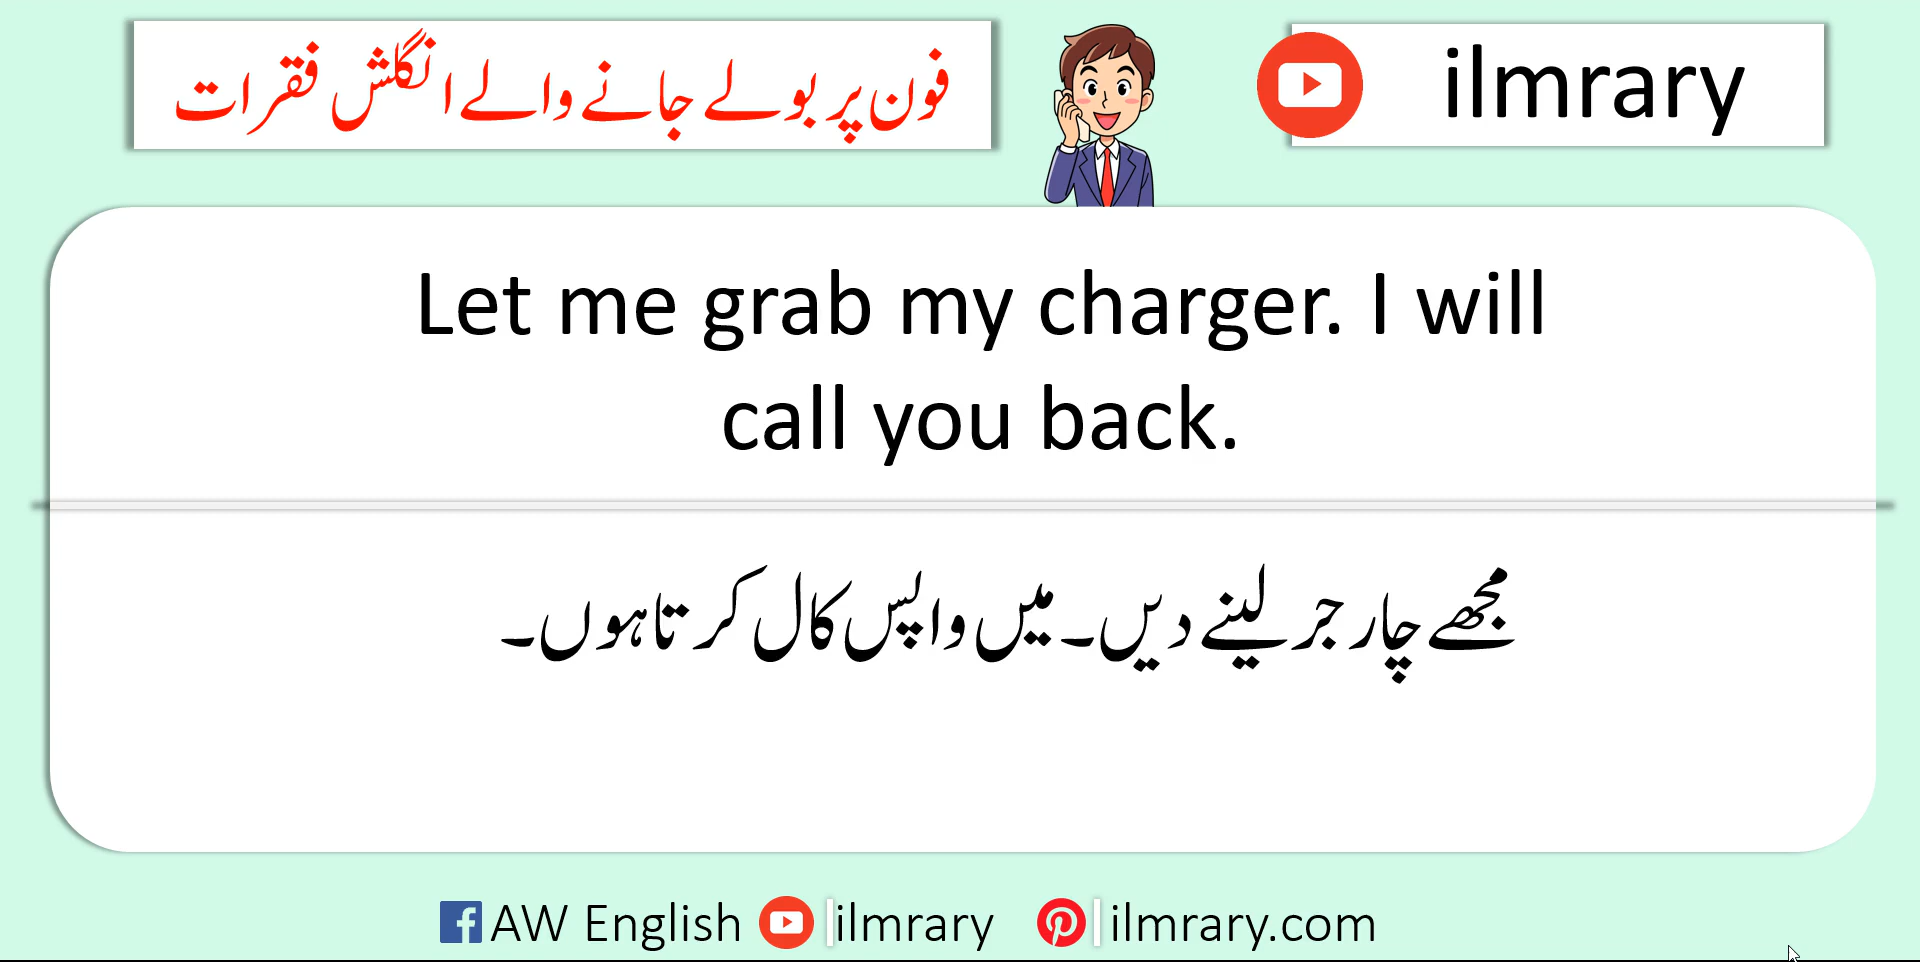 فون پر بولے جانے والے انگلش فقرات
ilmrary
Let me grab my charger. I will
call you back.
مجھے چارجر لینے دیں۔ میں واپس کال کرتا ہوں۔
AW English ilmrary ilmrary.com